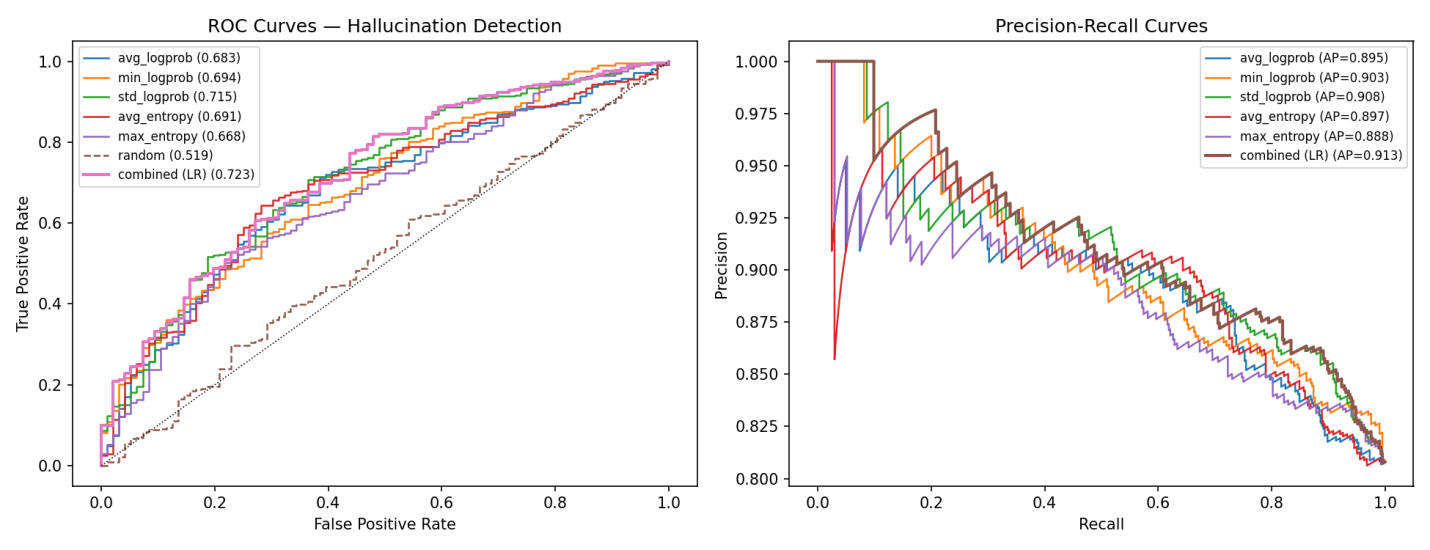 ROC Curves — Hallucination Detection
avg_logprob (0.683)
min_logprob (0.694)
std_logprob (0.715)
avg_entropy (0.691)
max_entropy (0.668)
random (0.519)
combined (LR) (0.723)
True Positive Rate
1.0
0.8
0.6
0.4
0.2
0.0
0.0
0.2
0.4
0.6
0.8
1.0
False Positive Rate
Precision-Recall Curves
avg_logprob (AP=0.895)
min_logprob (AP=0.903)
std_logprob (AP=0.908)
avg_entropy (AP=0.897)
max_entropy (AP=0.888)
combined (LR) (AP=0.913)
Precision
1.000
0.975
0.950
0.925
0.900
0.875
0.850
0.825
0.800
0.0
0.2
0.4
0.6
0.8
1.0
Recall